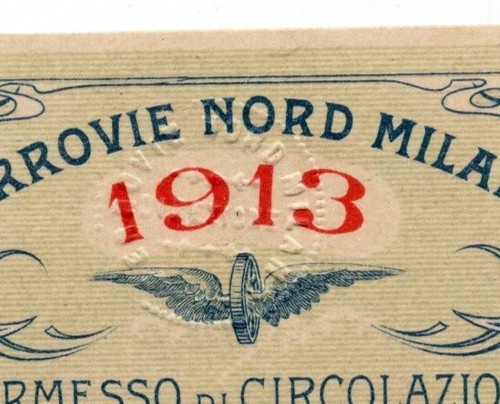 RROVIE NORD MILA
1913
RMESSO DI CIRCOLAZIO